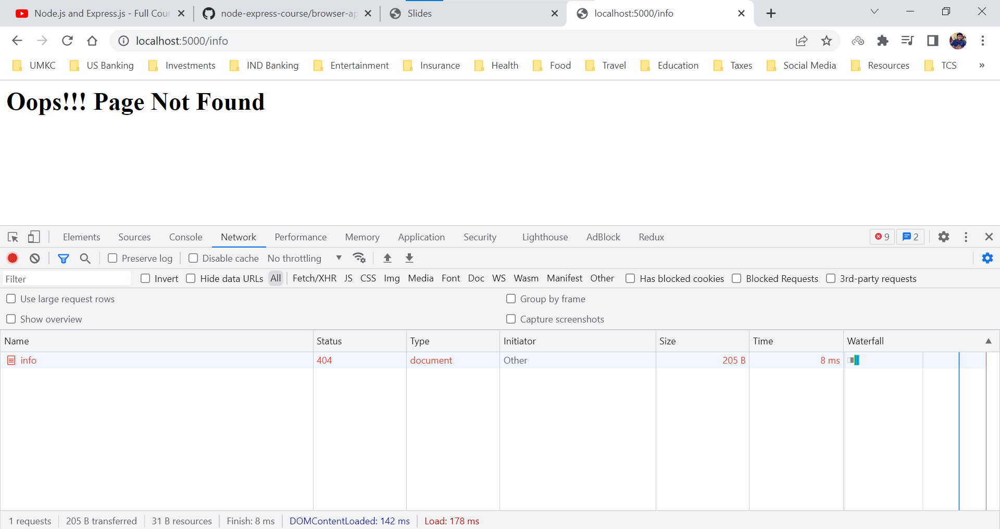 Node.js and Express.js - Full Cour
node-express-course/browser-ap
Slides
localhost:5000/info
localhost:5000/info
UMKC
US Banking
Investments
IND Banking
Entertainment
Insurance
Health
Food
Travel
Education
Taxes
Social Media
Resources
TCS
»
Oops!!! Page Not Found
Elements Sources Console Network Performance Memory Application Security Lighthouse AdBlock Redux 9 2
Preserve log Disable cache No throttling
Filter Invert Hide data URLs All Fetch/XHR JS CSS Img Media Font Doc WS Wasm Manifest Other Has blocked cookies Blocked Requests 3rd-party requests
Use large request rows Group by frame
Show overview Capture screenshots
Name Status Type Initiator Size Time Waterfall
info 404 document Other 205 B 8 ms
1 requests 205 B transferred 31 B resources Finish: 8 ms DOMContentLoaded: 142 ms Load: 178 ms